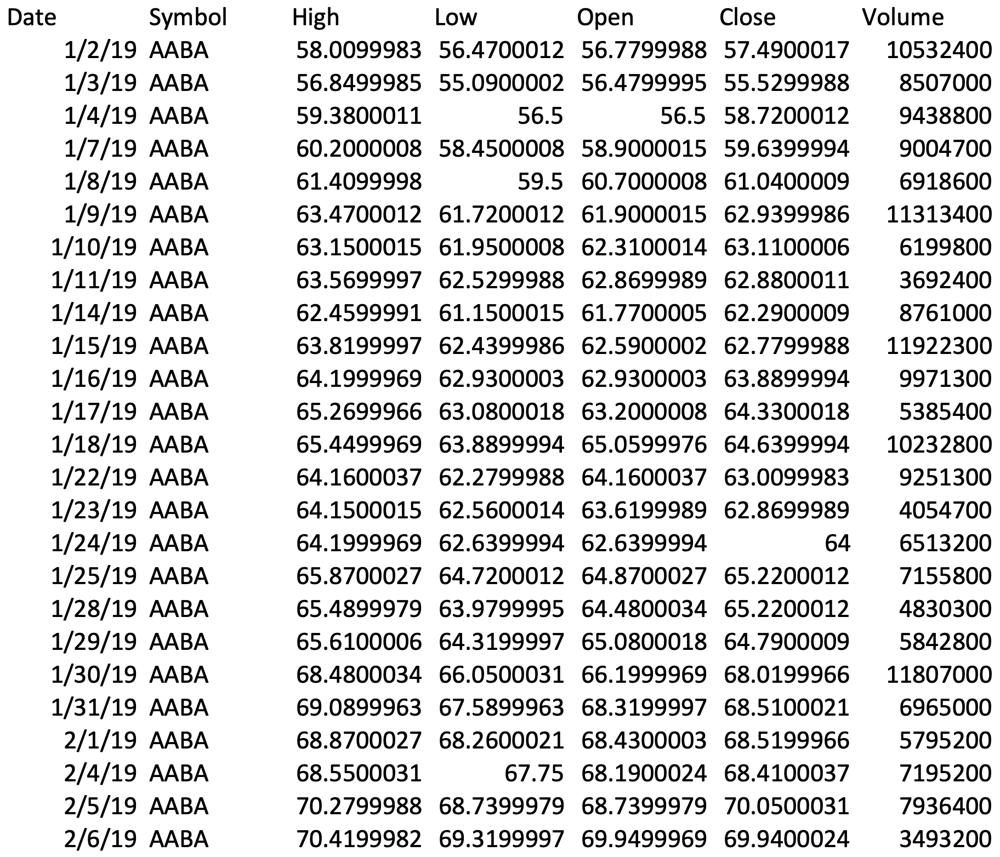 Date Symbol High Low Open Close Volume
1/2/19 AABA 58.0099983 56.4700012 56.7799988 57.4900017 10532400
1/3/19 AABA 56.8499985 55.0900002 56.4799995 55.5299988 8507000
1/4/19 AABA 59.3800011 56.5 56.5 58.7200012 9438800
1/7/19 AABA 60.2000008 58.4500008 58.9000015 59.6399994 9004700
1/8/19 AABA 61.4099998 59.5 60.7000008 61.0400009 6918600
1/9/19 AABA 63.4700012 61.7200012 61.9000015 62.9399986 11313400
1/10/19 AABA 63.1500015 61.9500008 62.3100014 63.1100006 6199800
1/11/19 AABA 63.5699997 62.5299988 62.8699989 62.8800011 3692400
1/14/19 AABA 62.4599991 61.1500015 61.7700005 62.2900009 8761000
1/15/19 AABA 63.8199997 62.4399986 62.5900002 62.7799988 11922300
1/16/19 AABA 64.1999969 62.9300003 62.9300003 63.8899994 9971300
1/17/19 AABA 65.2699966 63.0800018 63.2000008 64.3300018 5385400
1/18/19 AABA 65.4499969 63.8899994 65.0599976 64.6399994 10232800
1/22/19 AABA 64.1600037 62.2799988 64.1600037 63.0099983 9251300
1/23/19 AABA 64.1500015 62.5600014 63.6199989 62.8699989 4054700
1/24/19 AABA 64.1999969 62.6399994 62.6399994 64 6513200
1/25/19 AABA 65.8700027 64.7200012 64.8700027 65.2200012 7155800
1/28/19 AABA 65.4899979 63.9799995 64.4800034 65.2200012 4830300
1/29/19 AABA 65.6100006 64.3199997 65.0800018 64.7900009 5842800
1/30/19 AABA 68.4800034 66.0500031 66.1999969 68.0199966 11807000
1/31/19 AABA 69.0899963 67.5899963 68.3199997 68.5100021 6965000
2/1/19 AABA 68.8700027 68.2600021 68.4300003 68.5199966 5795200
2/4/19 AABA 68.5500031 67.75 68.1900024 68.4100037 7195200
2/5/19 AABA 70.2799988 68.7399979 68.7399979 70.0500031 7936400
2/6/19 AABA 70.4199982 69.3199997 69.9499969 69.9400024 3493200